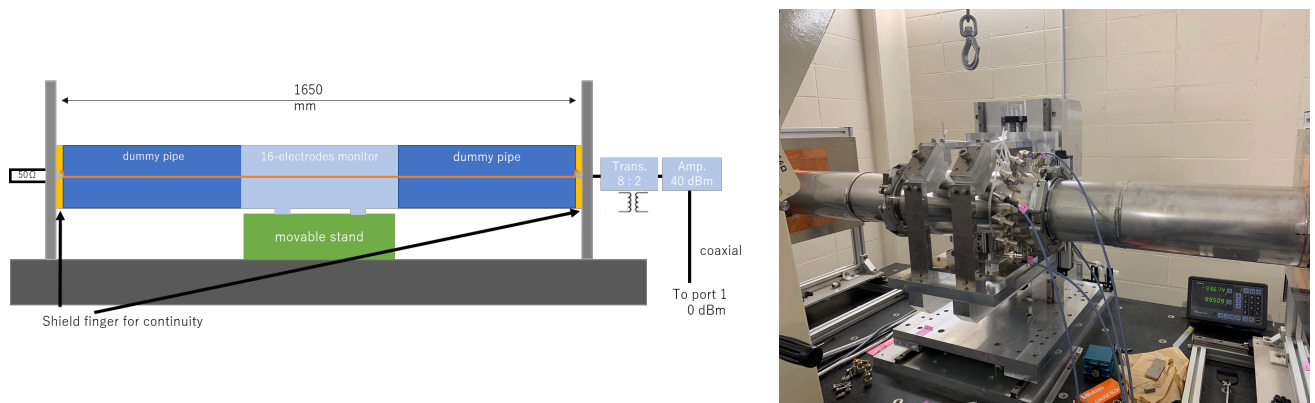 1650
mm
dummy pipe
16-electrodes monitor
dummy pipe
50Ω
Trans.
8 : 2
Amp.
40 dBm
movable stand
coaxial
To port 1
0 dBm
Shield finger for continuity